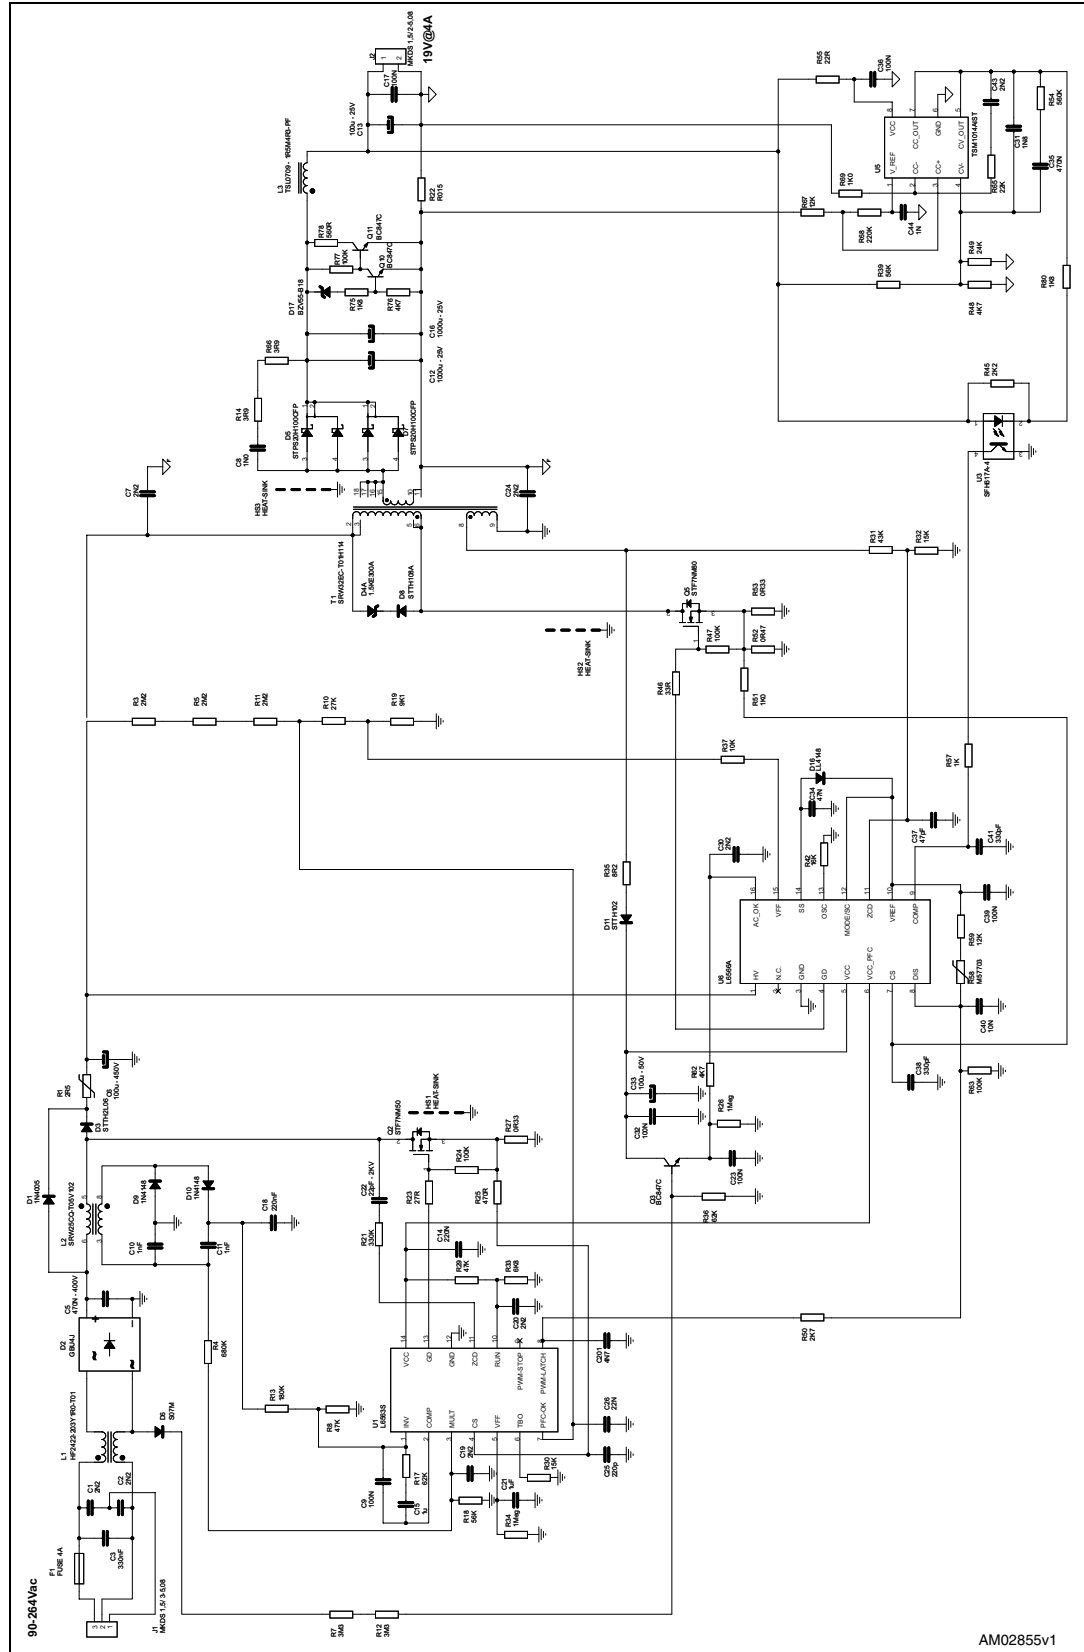 90-264Vac
J1
MKDS 1,5/ 3-5,08
F1
FUSE 4A
C3
330nF
C1
2N2
C2
2N2
L1
HF2422-203Y1R0-T01
D6
S07M
D2
GBU4J
C5
470N - 400V
L2
SRW25CQ-T05V102
D1
1N4005
D3
STTH2L06
R1
2R5
100u - 450V
C10
1nF
D9
1N4148
D10
1N4148
C11
1nF
C18
220nF
R4
680K
R13
180K
R8
47K
R7
3M3
R12
3M3
C9
100N
R17
62K
C15
1u
C19
2N2
R18
56K
R34
1Meg
C21
1uF
R30
15K
C25
220p
C26
22N
C201
4N7
U1
L6563S
INV
COMP
MULT
CS
VFF
TBO
PFC-OK
VCC
GD
GND
ZCD
RUN
PWM-STOP
PWM-LATCH
C20
2N2
R33
6K8
R29
47K
C14
220N
R21
330K
C22
22pF - 2KV
R23
27R
R24
100K
R25
470R
R27
0R33
Q2
STF7NM50
HS1
HEAT-SINK
R50
2K7
Q3
BC847C
R36
62K
C23
100N
R26
1Meg
R62
4K7
C32
100N
C33
100u - 50V
D11
STTH102
R35
8R2
C30
2N2
U6
L6566A
HV
N.C.
GND
GD
VCC
VCC_PFC
CS
DIS
AC_OK
VFF
SS
OSC
MODE/SC
ZCD
VREF
COMP
R63
100K
C38
330pF
C40
10N
R58
M57703
R59
12K
C39
100N
C41
330pF
C37
47pF
R57
1K
R42
16K
C34
47N
D16
LL4148
R37
10K
R3
2M2
R5
2M2
R11
2M2
R10
27K
R19
9K1
R46
33R
R47
100K
R51
1K0
R52
0R47
R53
0R33
Q5
STF7NM80
HS2
HEAT-SINK
R31
43K
R32
15K
T1
SRW32EC-T01H114
D4A
1.5KE300A
D8
STTH108A
C7
2N2
C24
2N2
HS3
HEAT-SINK
C8
1N0
R14
3R9
R66
3R9
D5
STPS20H100CFP
STPS20H100CFP
C12
1000u - 25V
C16
1000u - 25V
D17
BZV55-B18
R75
1K8
R76
4K7
R77
100K
R78
560R
Q10
BC847C
Q11
BC847C
L3
TSL0709 - 1R5M4R3-PF
R22
R015
C13
100u - 25V
C17
100N
J2
MKDS 1,5/ 2-5,08
19V@4A
U3
SFH617A-4
R45
2K2
R80
1K8
R39
56K
R48
4K7
R49
24K
R67
12K
R68
220K
C44
1N
R69
1K0
U5
TSM1014AIST
V_REF
CC-
CC+
CV-
VCC
CC_OUT
GND
CV_OUT
R55
22R
C36
100N
R65
22K
C43
2N2
C31
1N8
C35
470N
R54
560K
AM02855v1